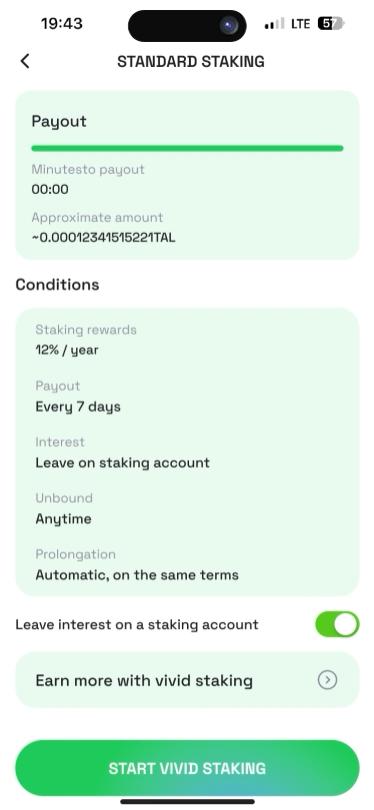 19:43
LTE 57
STANDARD STAKING
Payout
Minutesto payout
00:00
Approximate amount
~0.00012341515221TAL
Conditions
Staking rewards
12% / year
Payout
Every 7 days
Interest
Leave on staking account
Unbound
Anytime
Prolongation
Automatic, on the same terms
Leave interest on a staking account
Earn more with vivid staking
START VIVID STAKING